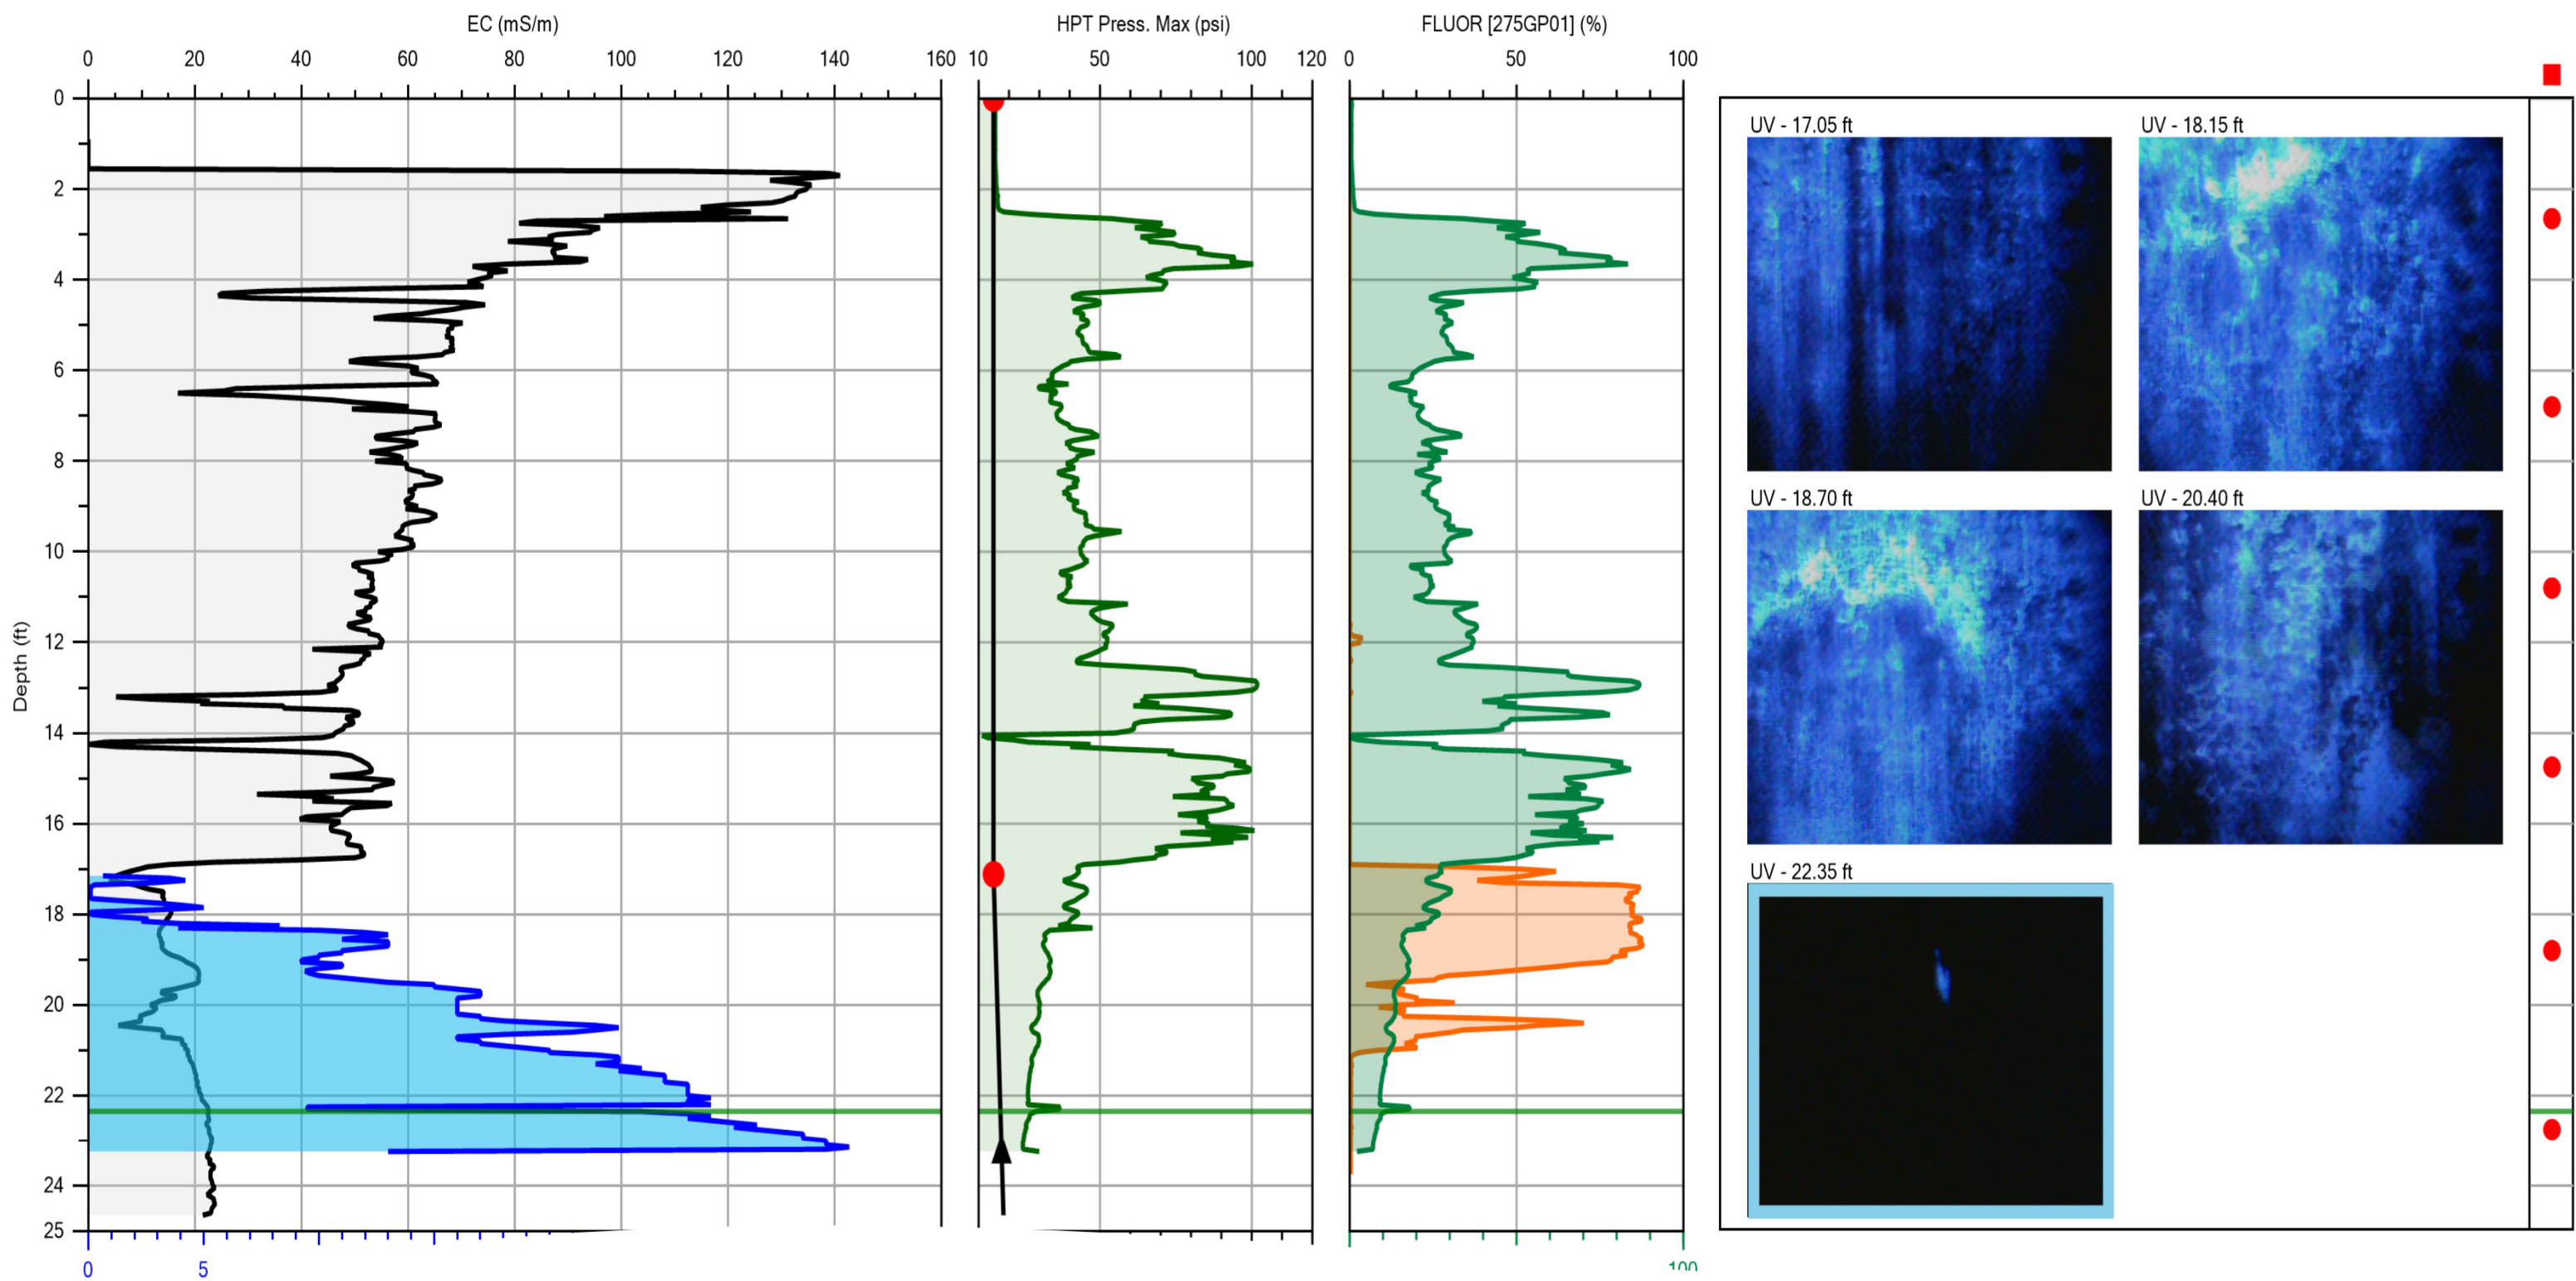 EC (mS/m)
HPT Press. Max (psi)
FLUOR [275GP01] (%)
0 20 40 60 80 100 120 140 160
10 50 100 120
0 50 100
UV - 17.05 ft
UV - 18.15 ft
UV - 18.70 ft
UV - 20.40 ft
UV - 22.35 ft
Depth (ft)
0
2
4
6
8
10
12
14
16
18
20
22
24
25
0 5
100